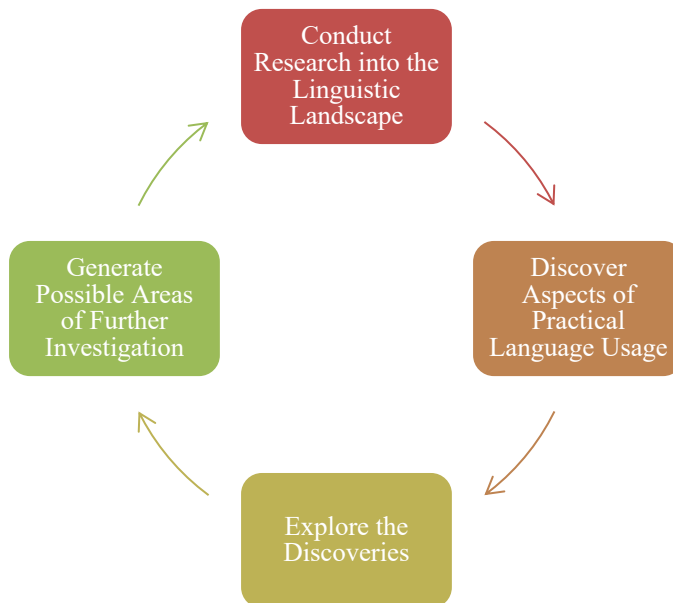 Conduct
Research into the
Linguistic
Landscape
Discover
Aspects of
Practical
Language Usage
Explore the
Discoveries
Generate
Possible Areas
of Further
Investigation